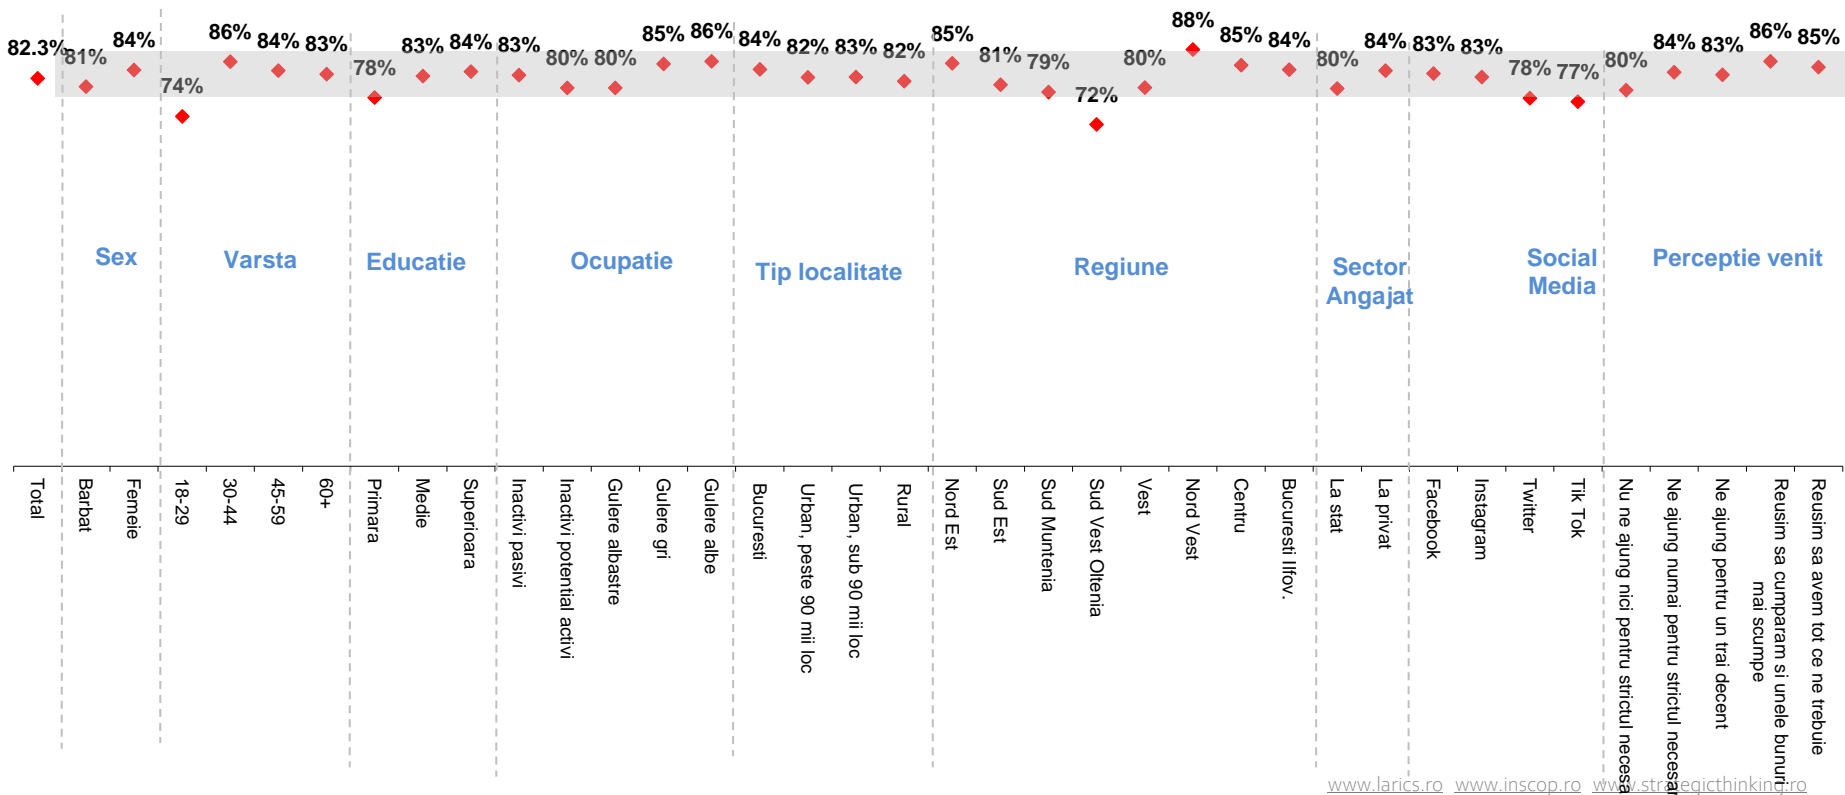 82.3% 81% 84% 74% 86% 84% 83% 78% 83% 84% 83% 80% 80% 85% 86% 84% 82% 83% 82% 85% 81% 79% 72% 80% 88% 85% 84% 80% 84% 83% 83% 78% 77% 80% 84% 83% 86% 85%
Sex
Varsta
Educatie
Ocupatie
Tip localitate
Regiune
Sector
Angajat
Social
Media
Perceptie venit
Total
Barbat
Femeie
18-29
30-44
45-59
60+
Primara
Medie
Superioara
Inactivi pasivi
Inactivi potential activi
Gulere albastre
Gulere gri
Gulere albe
Bucuresti
Urban, peste 90 mii loc
Urban, sub 90 mii loc
Rural
Nord Est
Sud Est
Sud Muntenia
Sud Vest Oltenia
Vest
Nord Vest
Centru
Bucuresti Ilfov.
La stat
La privat
Facebook
Instagram
Twitter
Tik Tok
Nu ne ajung nici pentru strictul necesa
Ne ajung numai pentru strictul necesar
Ne ajung pentru un trai decent
Reusim sa cumparam si unele bunuri
mai scumpe
Reusim sa avem tot ce ne trebuie
www.larics.ro www.inscop.ro www.strategicthinking.ro